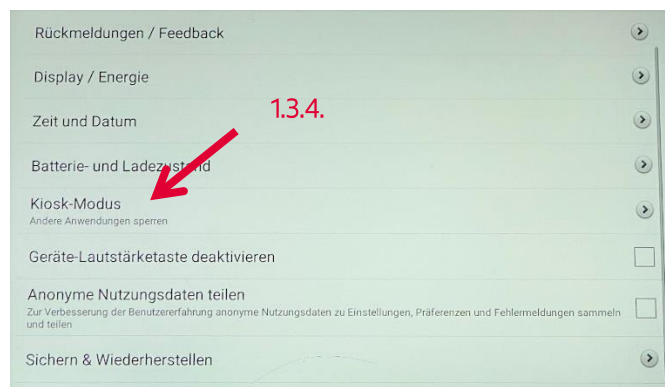 Rückmeldungen / Feedback
Display / Energie
1.3.4.
Zeit und Datum
Batterie- und Ladezustand
Kiosk-Modus
Andere Anwendungen sperren
Geräte-Lautstärketaste deaktivieren
Anonyme Nutzungsdaten teilen
Zur Verbesserung der Benutzererfahrung anonyme Nutzungsdaten zu Einstellungen, Präferenzen und Fehlermeldungen sammeln
und teilen
Sichern & Wiederherstellen